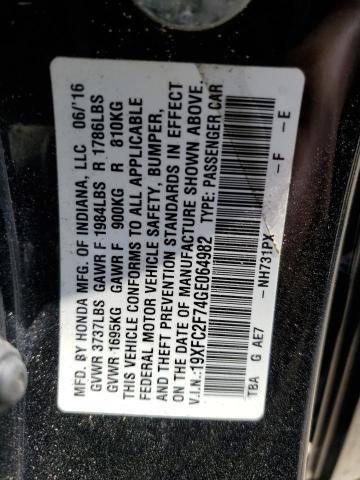 MFD. BY HONDA MFG. OF INDIANA, LLC 06/'16
GVWR 3737LBS GAWR F 1984LBS R 1786LBS
GVWR 1695KG GAWR F 900KG R 810KG
THIS VEHICLE CONFORMS TO ALL APPLICABLE
FEDERAL MOTOR VEHICLE SAFETY, BUMPER,
AND THEFT PREVENTION STANDARDS IN EFFECT
ON THE DATE OF MANUFACTURE SHOWN ABOVE.
V.I.N.:19XFC2F74GE064982 TYPE: PASSENGER CAR
NH731PX F E
TBA G AE7